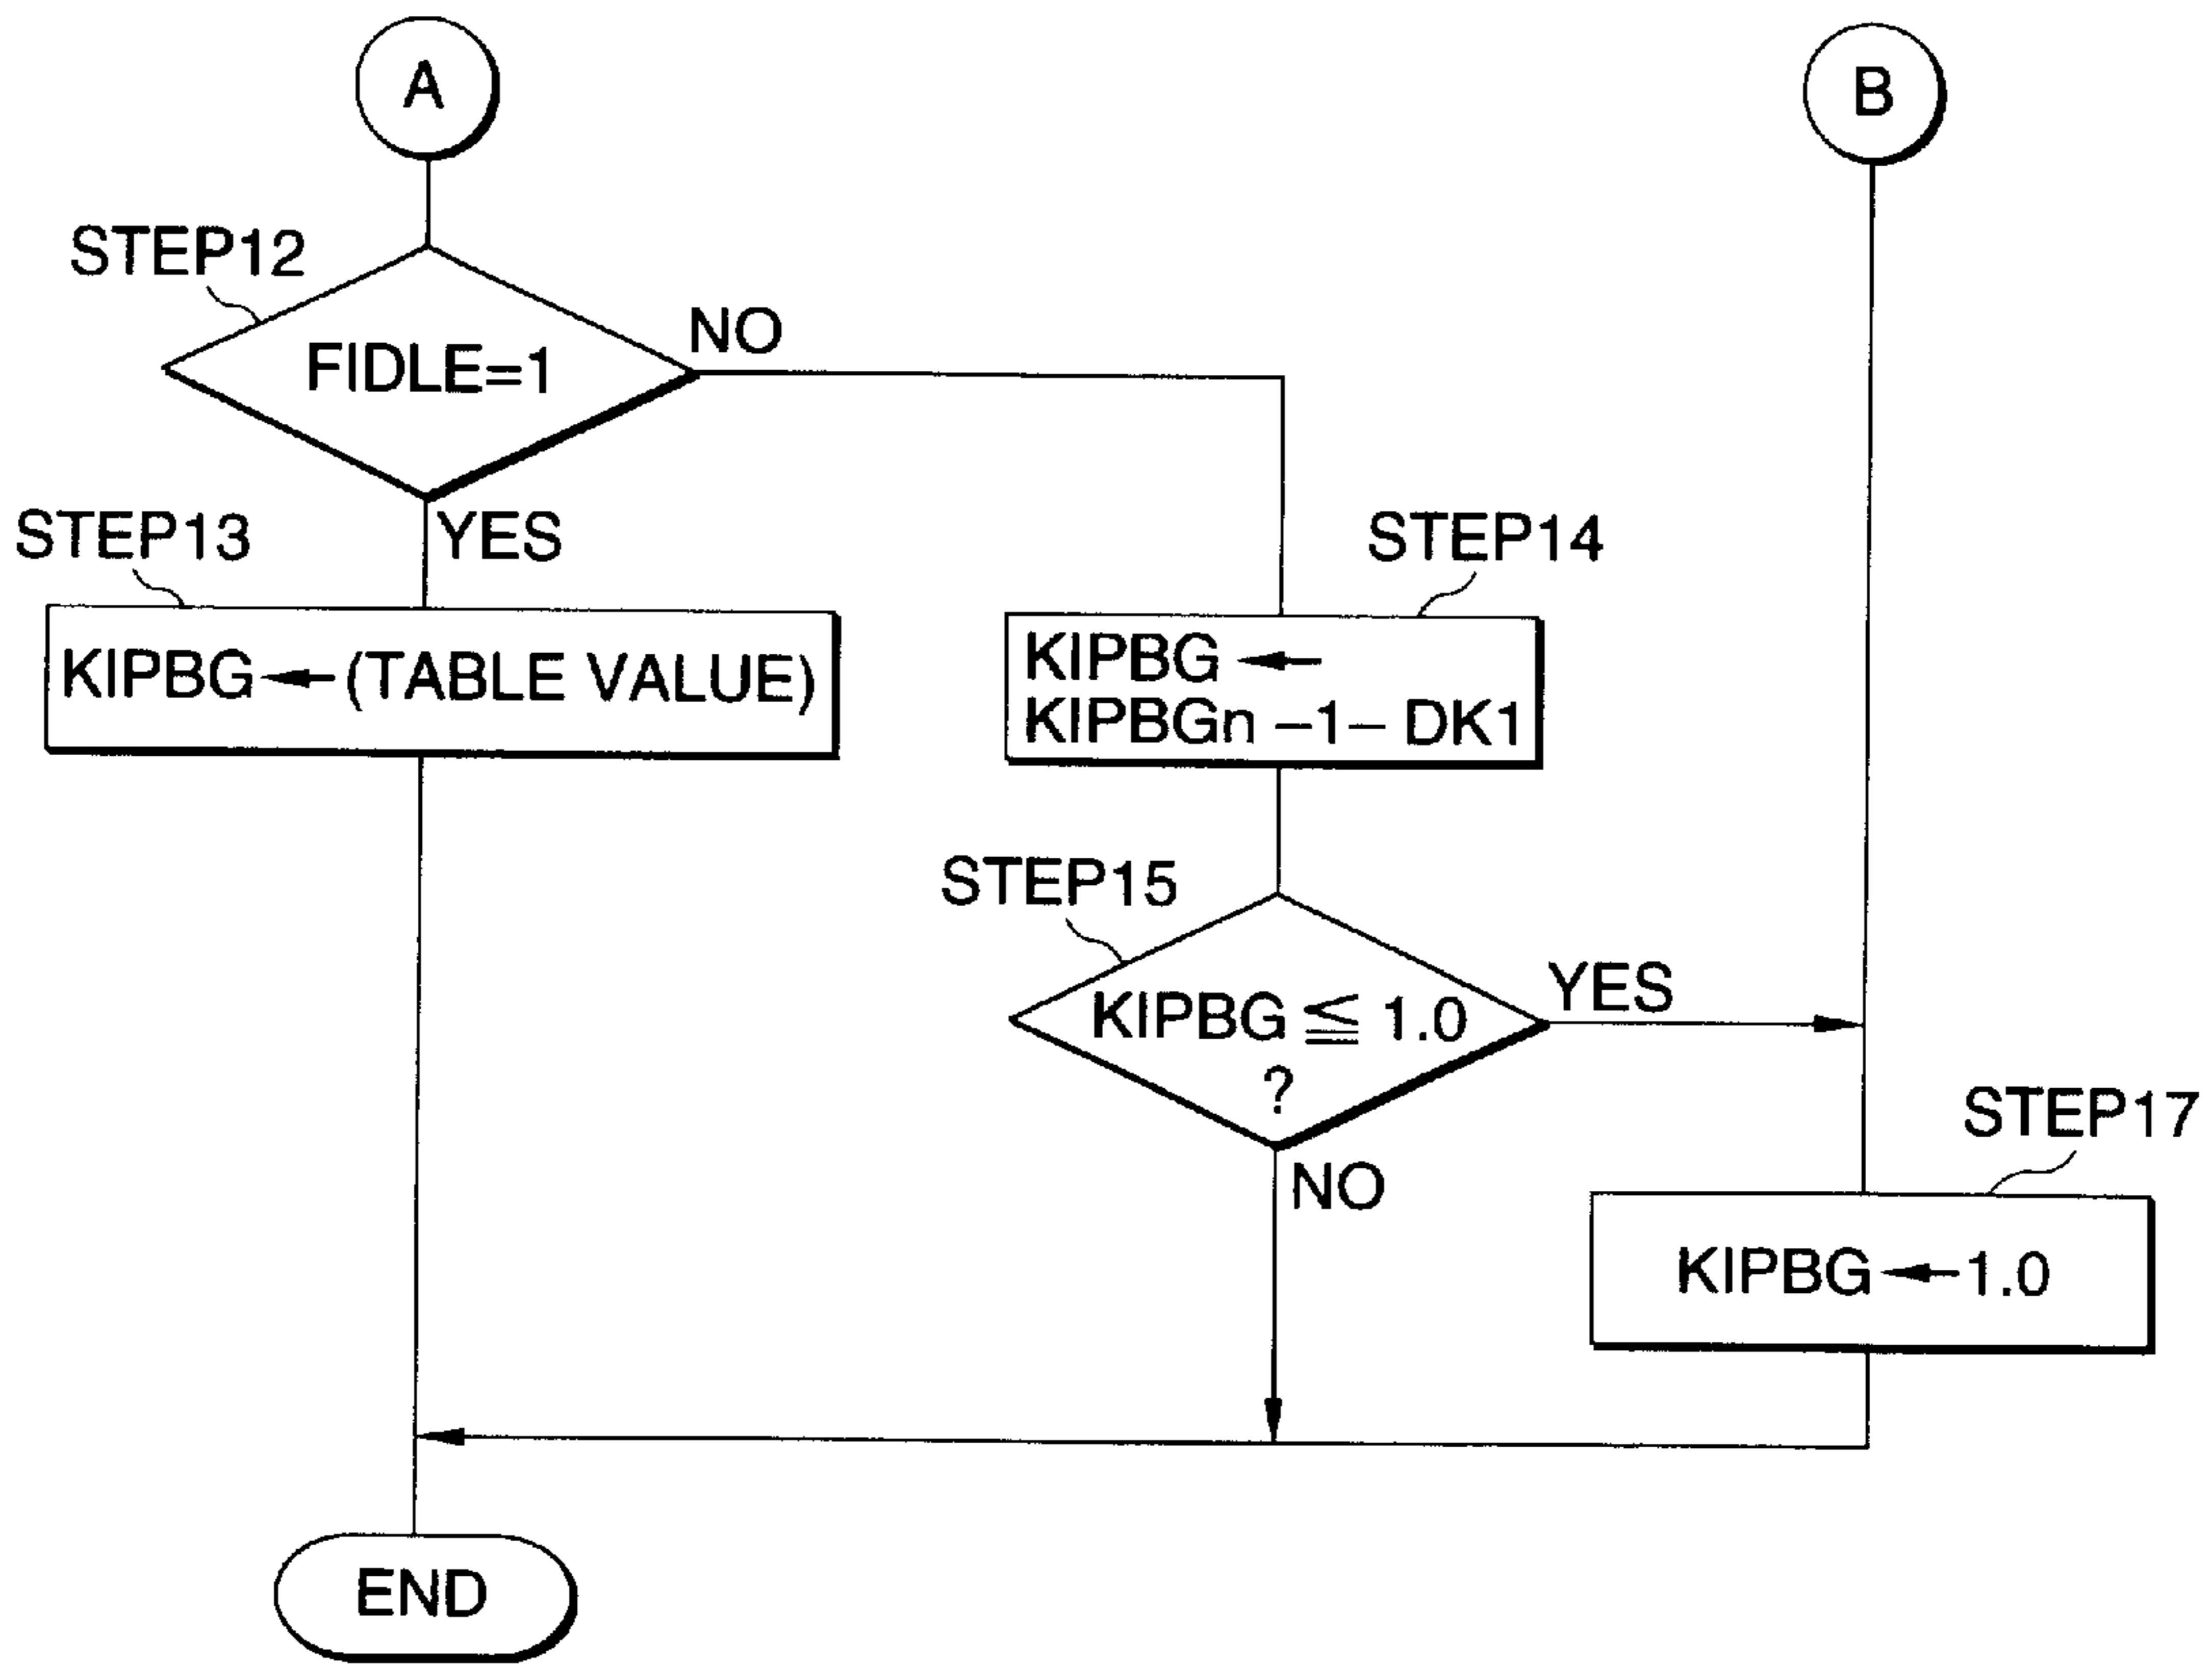 A
B
STEP12
NO
FIDLE=1
STEP13
YES
STEP14
KIPBG←(TABLE VALUE)
KIPBG ←
KIPBGn –1– DK1
STEP15
YES
KIPBG ≦ 1.0
?
STEP17
NO
KIPBG←1.0
END